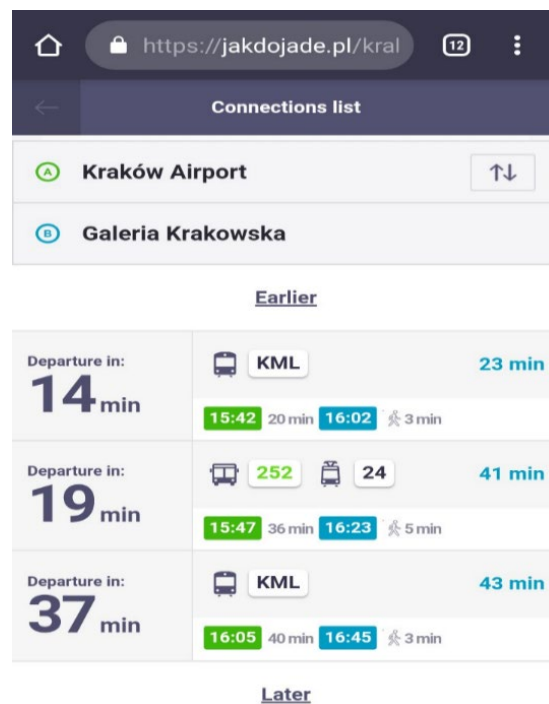 https://jakdojade.pl/kral 12
Connections list
A Kraków Airport
B Galeria Krakowska
Earlier
Departure in: KML 23 min
14 min
15:42 20 min 16:02 3 min
Departure in: 252 24 41 min
19 min
15:47 36 min 16:23 5 min
Departure in: KML 43 min
37 min
16:05 40 min 16:45 3 min
Later